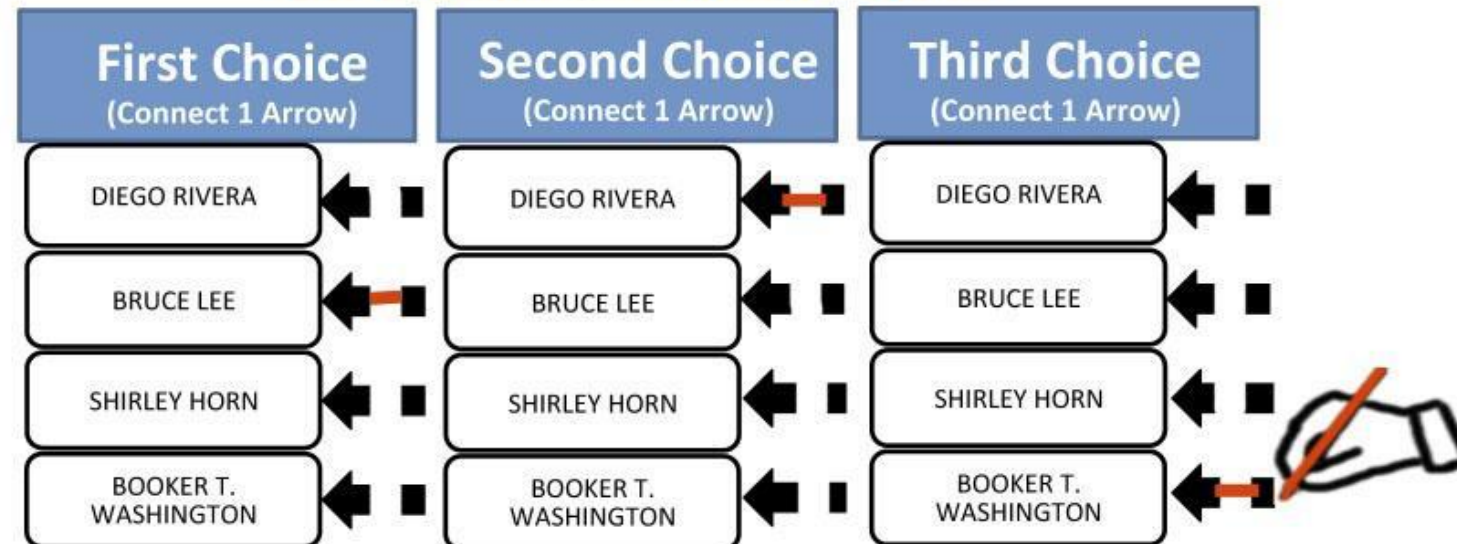 First Choice
(Connect 1 Arrow)
DIEGO RIVERA
BRUCE LEE
SHIRLEY HORN
BOOKER T.
WASHINGTON
Second Choice
(Connect 1 Arrow)
DIEGO RIVERA
BRUCE LEE
SHIRLEY HORN
BOOKER T.
WASHINGTON
Third Choice
(Connect 1 Arrow)
DIEGO RIVERA
BRUCE LEE
SHIRLEY HORN
BOOKER T.
WASHINGTON